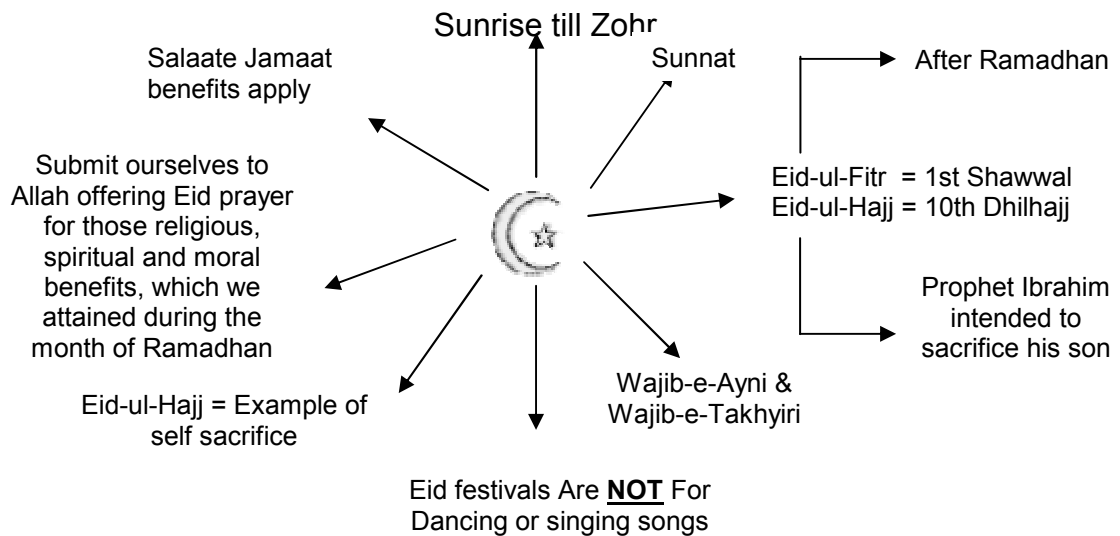 Sunrise till Zohr
Salaate Jamaat
benefits apply
Sunnat
After Ramadhan
Submit ourselves to
Allah offering Eid prayer
for those religious,
spiritual and moral
benefits, which we
attained during the
month of Ramadhan
Eid-ul-Fitr = 1st Shawwal
Eid-ul-Hajj = 10th Dhilhajj
Prophet Ibrahim
intended to
sacrifice his son
Eid-ul-Hajj = Example of
self sacrifice
Wajib-e-Ayni &
Wajib-e-Takhyiri
Eid festivals Are NOT For
Dancing or singing songs